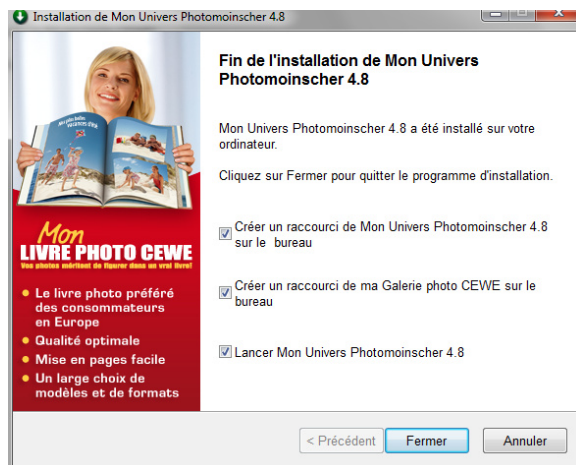 Installation de Mon Univers Photomoinscher 4.8
Fin de l'installation de Mon Univers
Photomoinscher 4.8
Mon Univers Photomoinscher 4.8 a été installé sur votre
ordinateur.
Cliquez sur Fermer pour quitter le programme d'installation.
Créer un raccourci de Mon Univers Photomoinscher 4.8
sur le bureau
Créer un raccourci de ma Galerie photo CEWE sur le
bureau
Lancer Mon Univers Photomoinscher 4.8
Mon
LIVRE PHOTO CEWE
Vos photos méritent de figurer dans un vrai livre!
Le livre photo préféré
des consommateurs
en Europe
Qualité optimale
Mise en pages facile
Un large choix de
modèles et de formats
< Précédent
Fermer
Annuler